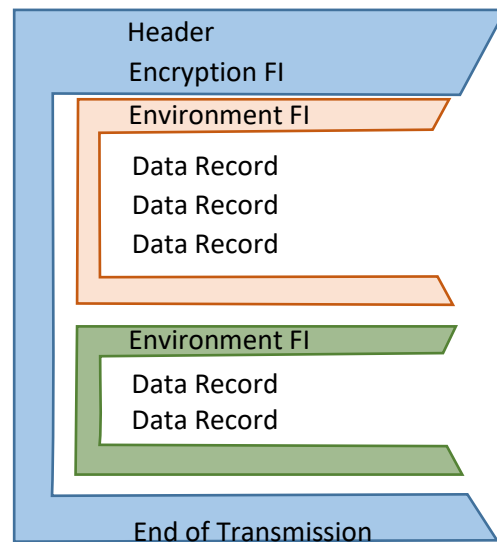 Header
Encryption FI
Environment FI
Data Record
Data Record
Data Record
Environment FI
Data Record
Data Record
End of Transmission